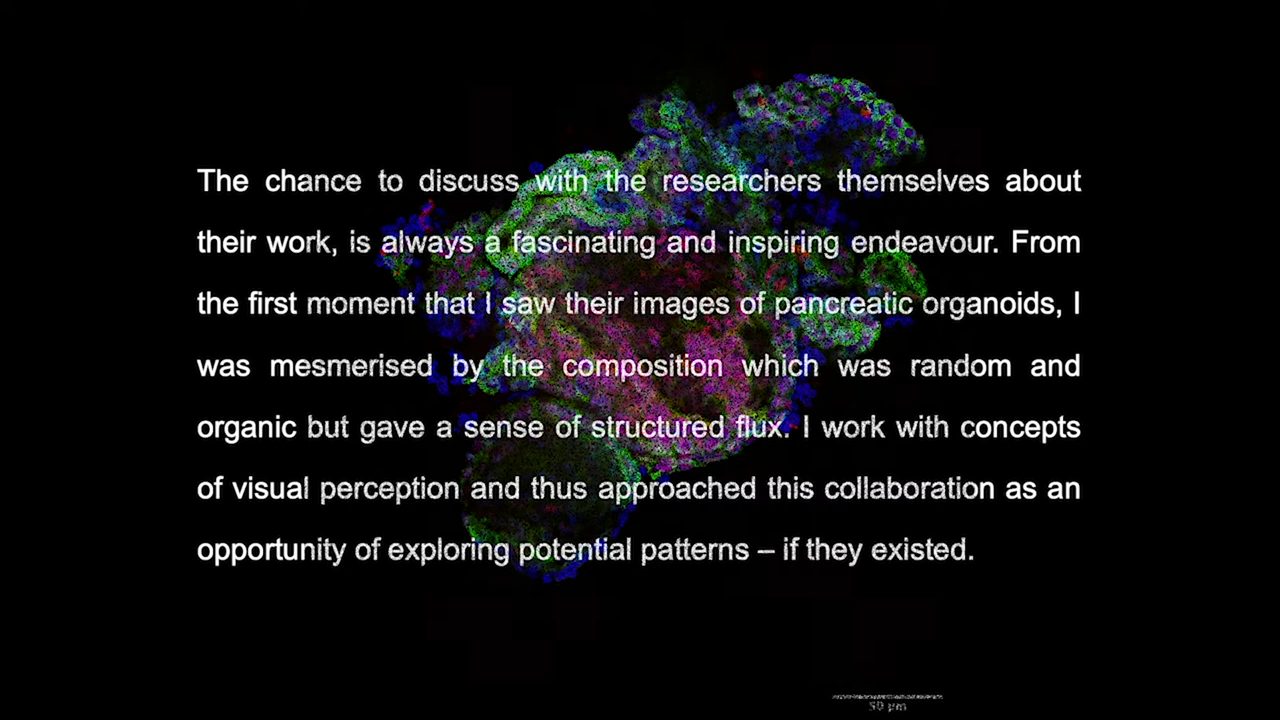 The chance to discuss with the researchers themselves about
their work, is always a fascinating and inspiring endeavour. From
the first moment that I saw their images of pancreatic organoids, I
was mesmerised by the composition which was random and
organic but gave a sense of structured flux. I work with concepts
of visual perception and thus approached this collaboration as an
opportunity of exploring potential patterns – if they existed.
50 µm